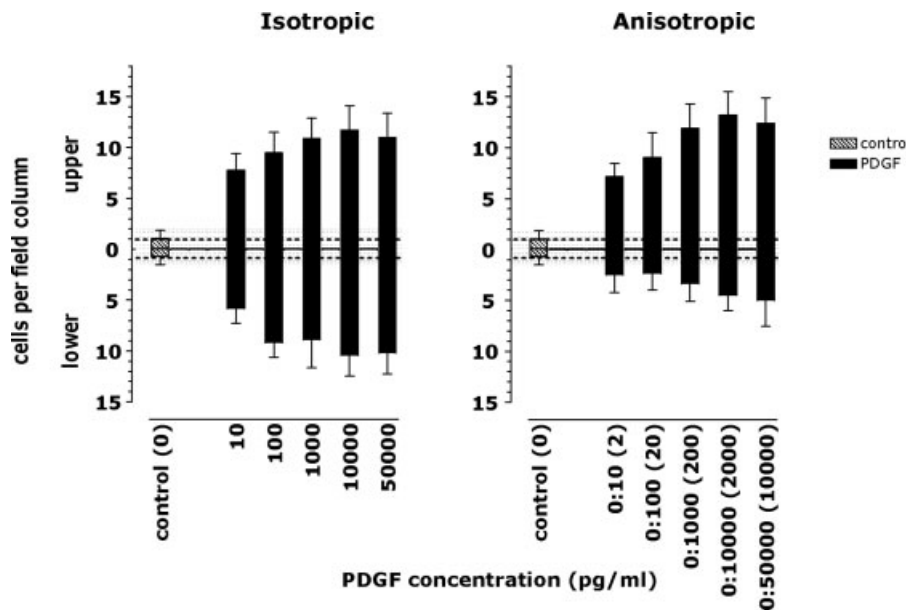 Isotropic
Anisotropic
cells per field column
upper
lower
15
10
5
0
5
10
15
15
10
5
0
5
10
15
contro
PDGF
control (0)
10
100
1000
10000
50000
control (0)
0:10 (2)
0:100 (20)
0:1000 (200)
0:10000 (2000)
0:50000 (10000)
PDGF concentration (pg/ml)